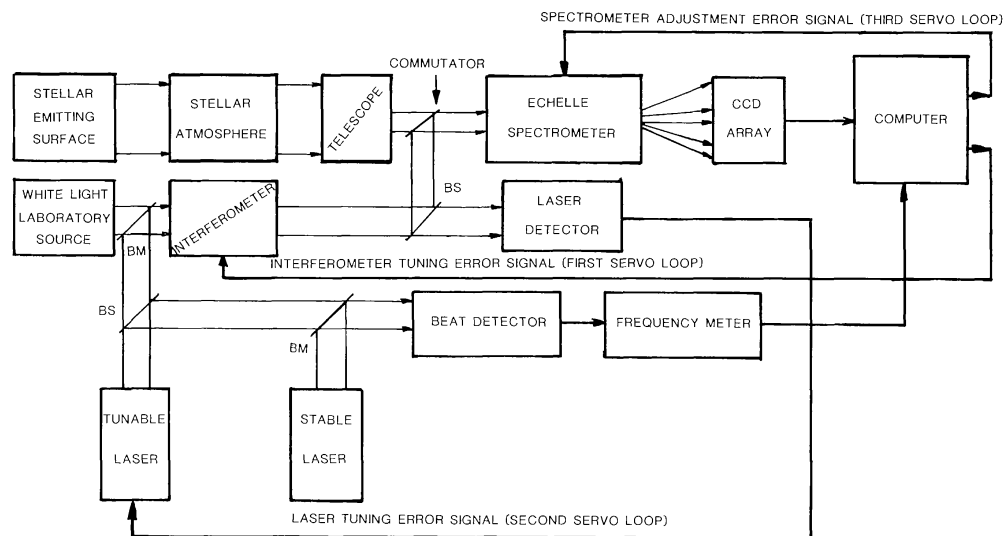 SPECTROMETER ADJUSTMENT ERROR SIGNAL (THIRD SERVO LOOP)
COMMUTATOR
STELLAR
EMITTING
SURFACE
STELLAR
ATMOSPHERE
TELESCOPE
ECHELLE
SPECTROMETER
CCD
ARRAY
COMPUTER
WHITE LIGHT
LABORATORY
SOURCE
BM
INTERFEROMETER
BS
LASER
DETECTOR
INTERFEROMETER TUNING ERROR SIGNAL (FIRST SERVO LOOP)
BS
BM
BEAT DETECTOR
FREQUENCY METER
TUNABLE
LASER
STABLE
LASER
LASER TUNING ERROR SIGNAL (SECOND SERVO LOOP)